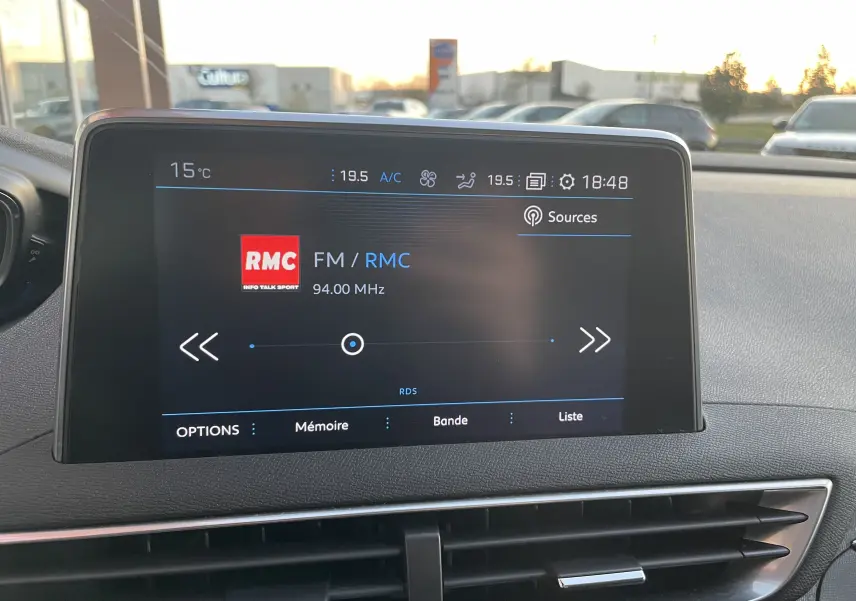 Cultura
15°C
19.5 A/C 19.5 18:48
Sources
RMC
INFO TALK SPORT
FM / RMC
94.00 MHz
RDS
OPTIONS Mémoire Bande Liste